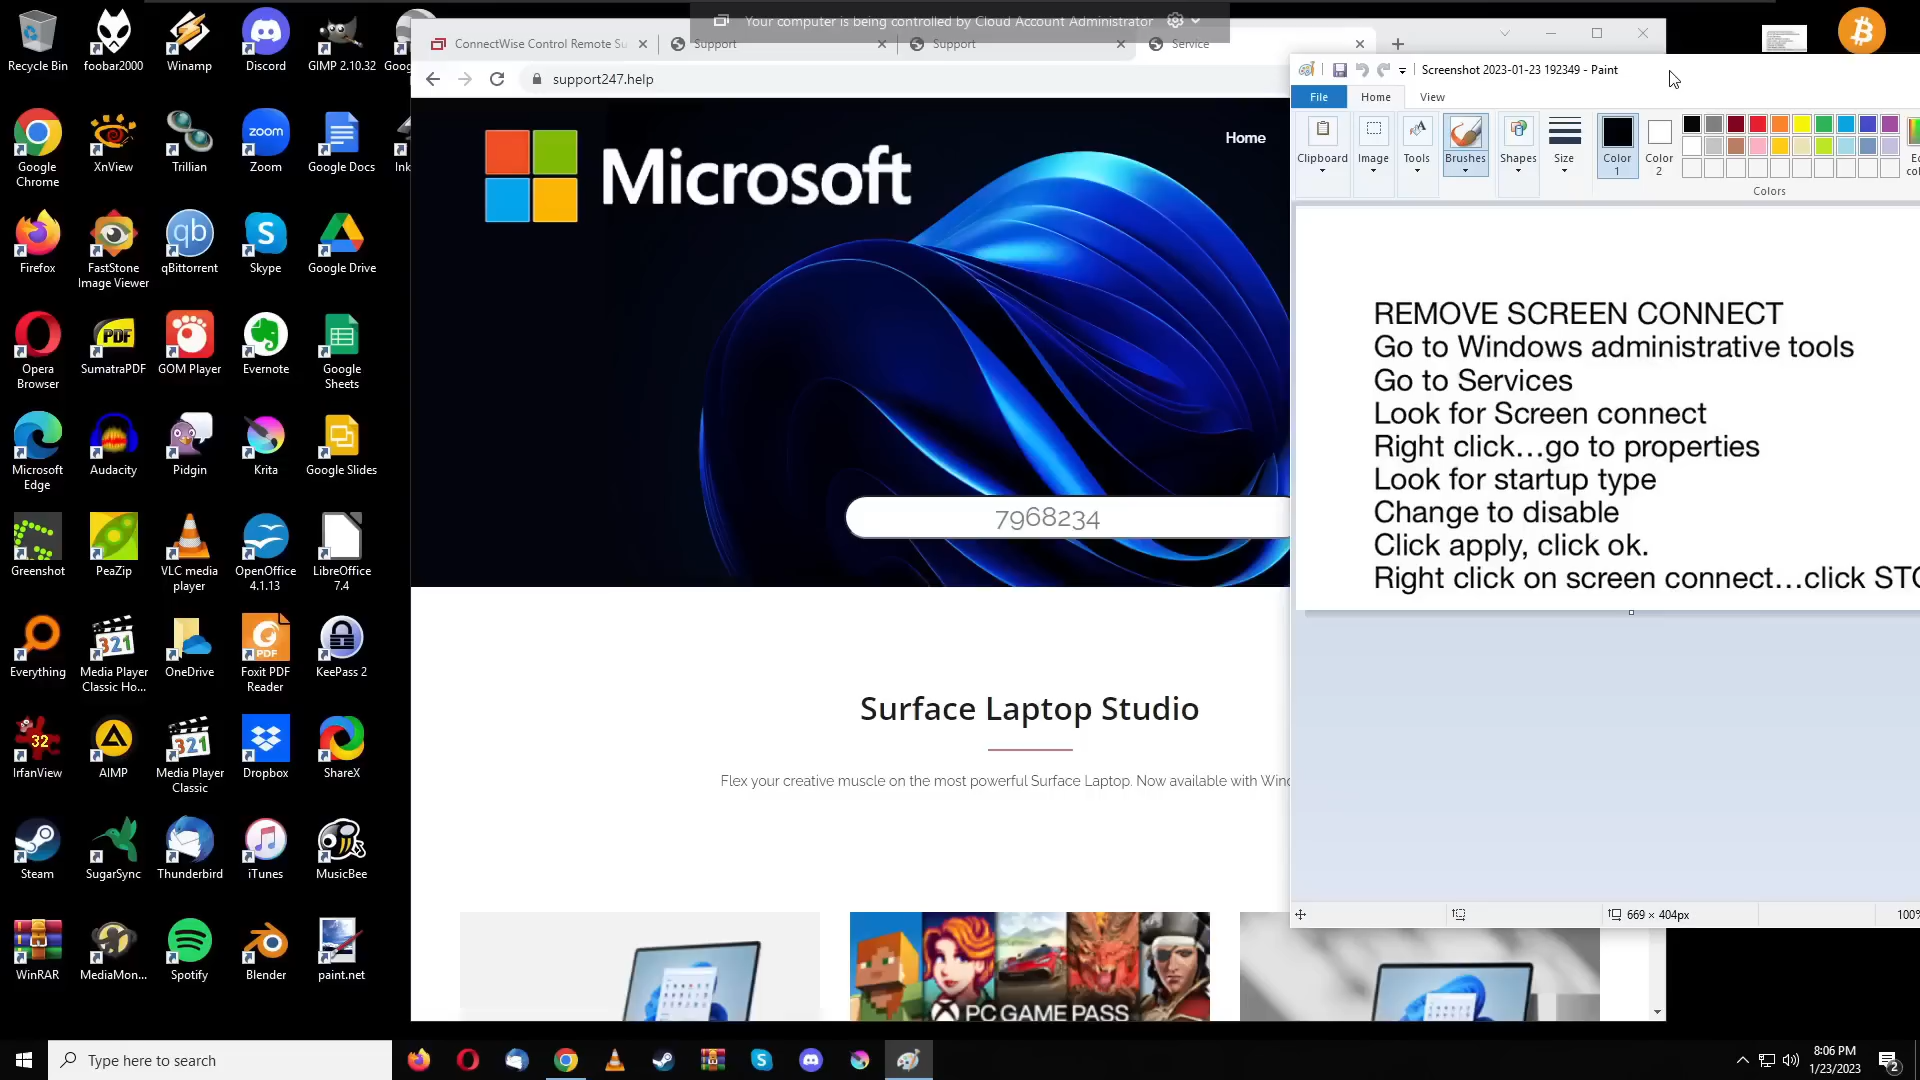 Your computer is being controlled by Cloud Account Administrator
ConnectWise Control Remote Su
Support
Support
Service
support247.help
Microsoft
Home
7968234
Surface Laptop Studio
Flex your creative muscle on the most powerful Surface Laptop. Now available with Winc
PC GAME PASS
Screenshot 2023-01-23 192349 - Paint
File
Home
View
Clipboard
Image
Tools
Brushes
Shapes
Size
Color 1
Color 2
Colors
REMOVE SCREEN CONNECT
Go to Windows administrative tools
Go to Services
Look for Screen connect
Right click...go to properties
Look for startup type
Change to disable
Click apply, click ok.
Right click on screen connect...click STO
669 × 404px
100%
Recycle Bin
foobar2000
Winamp
Discord
GIMP 2.10.32
Goog
Google Chrome
XnView
Trillian
Zoom
Google Docs
Ink
Firefox
FastStone Image Viewer
qBittorrent
Skype
Google Drive
Opera Browser
SumatraPDF
GOM Player
Evernote
Google Sheets
Microsoft Edge
Audacity
Pidgin
Krita
Google Slides
Greenshot
PeaZip
VLC media player
OpenOffice 4.1.13
LibreOffice 7.4
Everything
Media Player Classic Ho...
OneDrive
Foxit PDF Reader
KeePass 2
IrfanView
AIMP
Media Player Classic
Dropbox
ShareX
Steam
SugarSync
Thunderbird
iTunes
MusicBee
WinRAR
MediaMon...
Spotify
Blender
paint.net
Type here to search
8:06 PM
1/23/2023
2